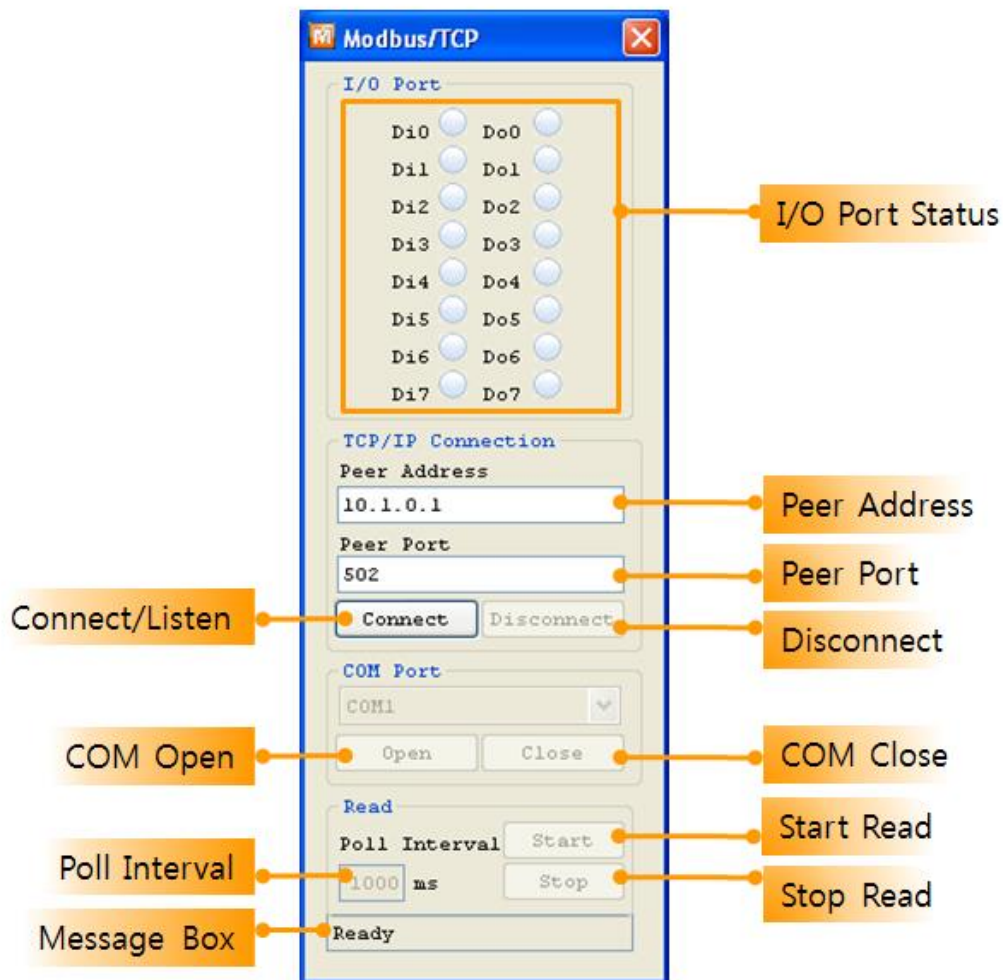 Modbus/TCP
I/O Port
Di0 Do0
Di1 Do1
Di2 Do2
Di3 Do3
Di4 Do4
Di5 Do5
Di6 Do6
Di7 Do7
I/O Port Status
TCP/IP Connection
Peer Address
10.1.0.1
Peer Address
Peer Port
502
Peer Port
Connect/Listen
Connect Disconnect
Disconnect
COM Port
COM1
COM Open
Open Close
COM Close
Read
Poll Interval Start
Start Read
Poll Interval
1000 ms Stop
Stop Read
Message Box
Ready